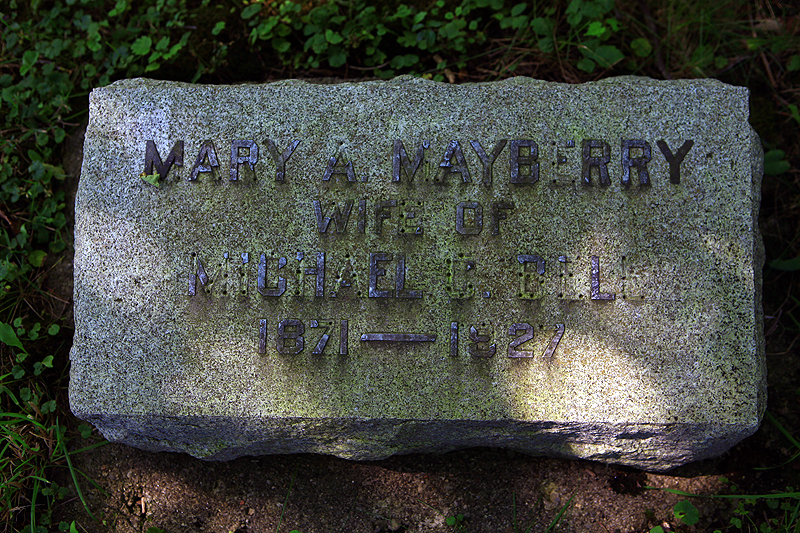 MARY A. MAYBERRY
WIFE OF
MICHAEL C. BELL
1871—1927